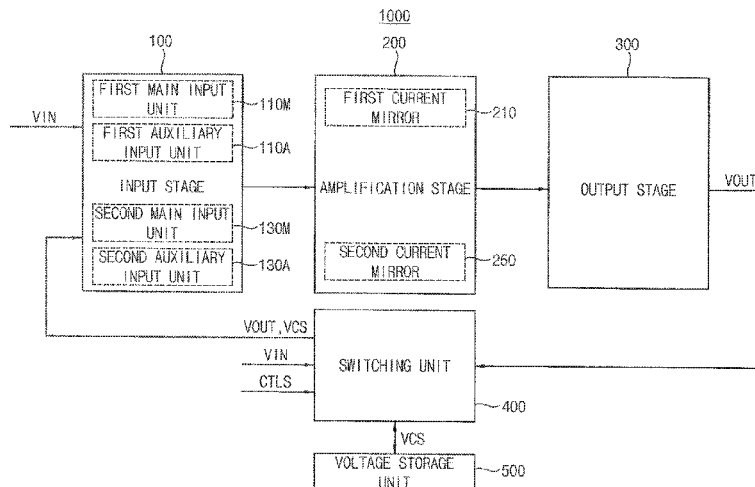 1000
100
200
300
FIRST MAIN INPUT
UNIT
110M
FIRST AUXILIARY
INPUT UNIT
110A
VIN
INPUT STAGE
SECOND MAIN INPUT
UNIT
130M
SECOND AUXILIARY
INPUT UNIT
130A
FIRST CURRENT
MIRROR
210
AMPLIFICATION STAGE
SECOND CURRENT
MIRROR
250
OUTPUT STAGE
VOUT
VOUT,VCS
VIN
CTLS
SWITCHING UNIT
400
VCS
VOLTAGE STORAGE
UNIT
500